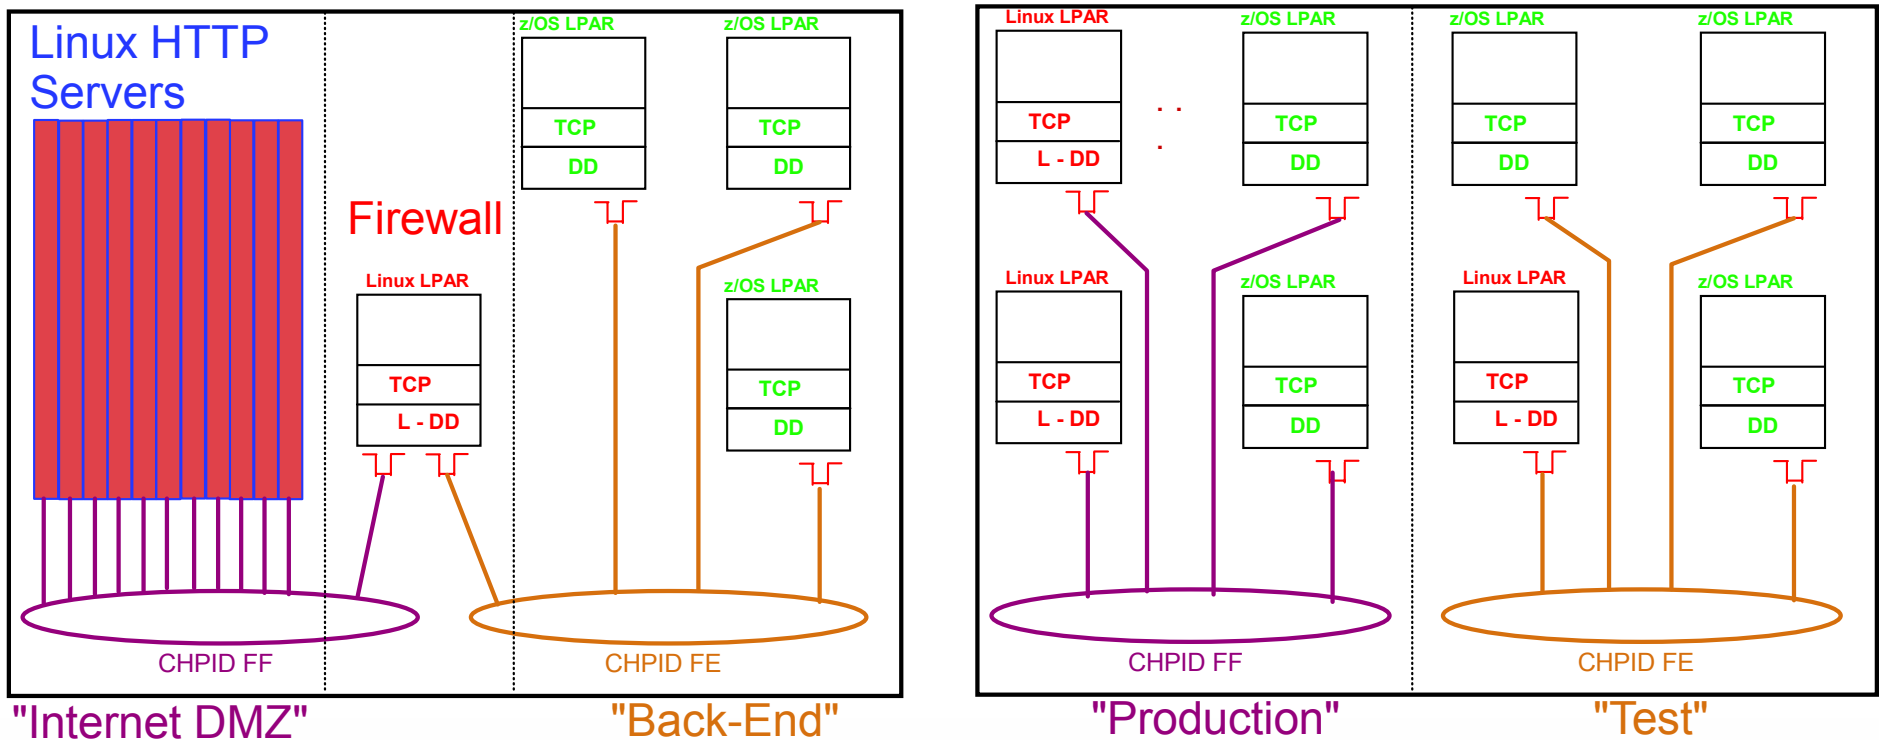 Linux HTTP
Servers
z/OS LPAR
TCP
DD
z/OS LPAR
TCP
DD
Firewall
Linux LPAR
TCP
L - DD
z/OS LPAR
TCP
DD
CHPID FF
CHPID FE
"Internet DMZ"
"Back-End"
Linux LPAR
TCP
L - DD
. .
.
z/OS LPAR
TCP
DD
z/OS LPAR
TCP
DD
z/OS LPAR
TCP
DD
Linux LPAR
TCP
L - DD
z/OS LPAR
TCP
DD
Linux LPAR
TCP
L - DD
z/OS LPAR
TCP
DD
CHPID FF
CHPID FE
"Production"
"Test"